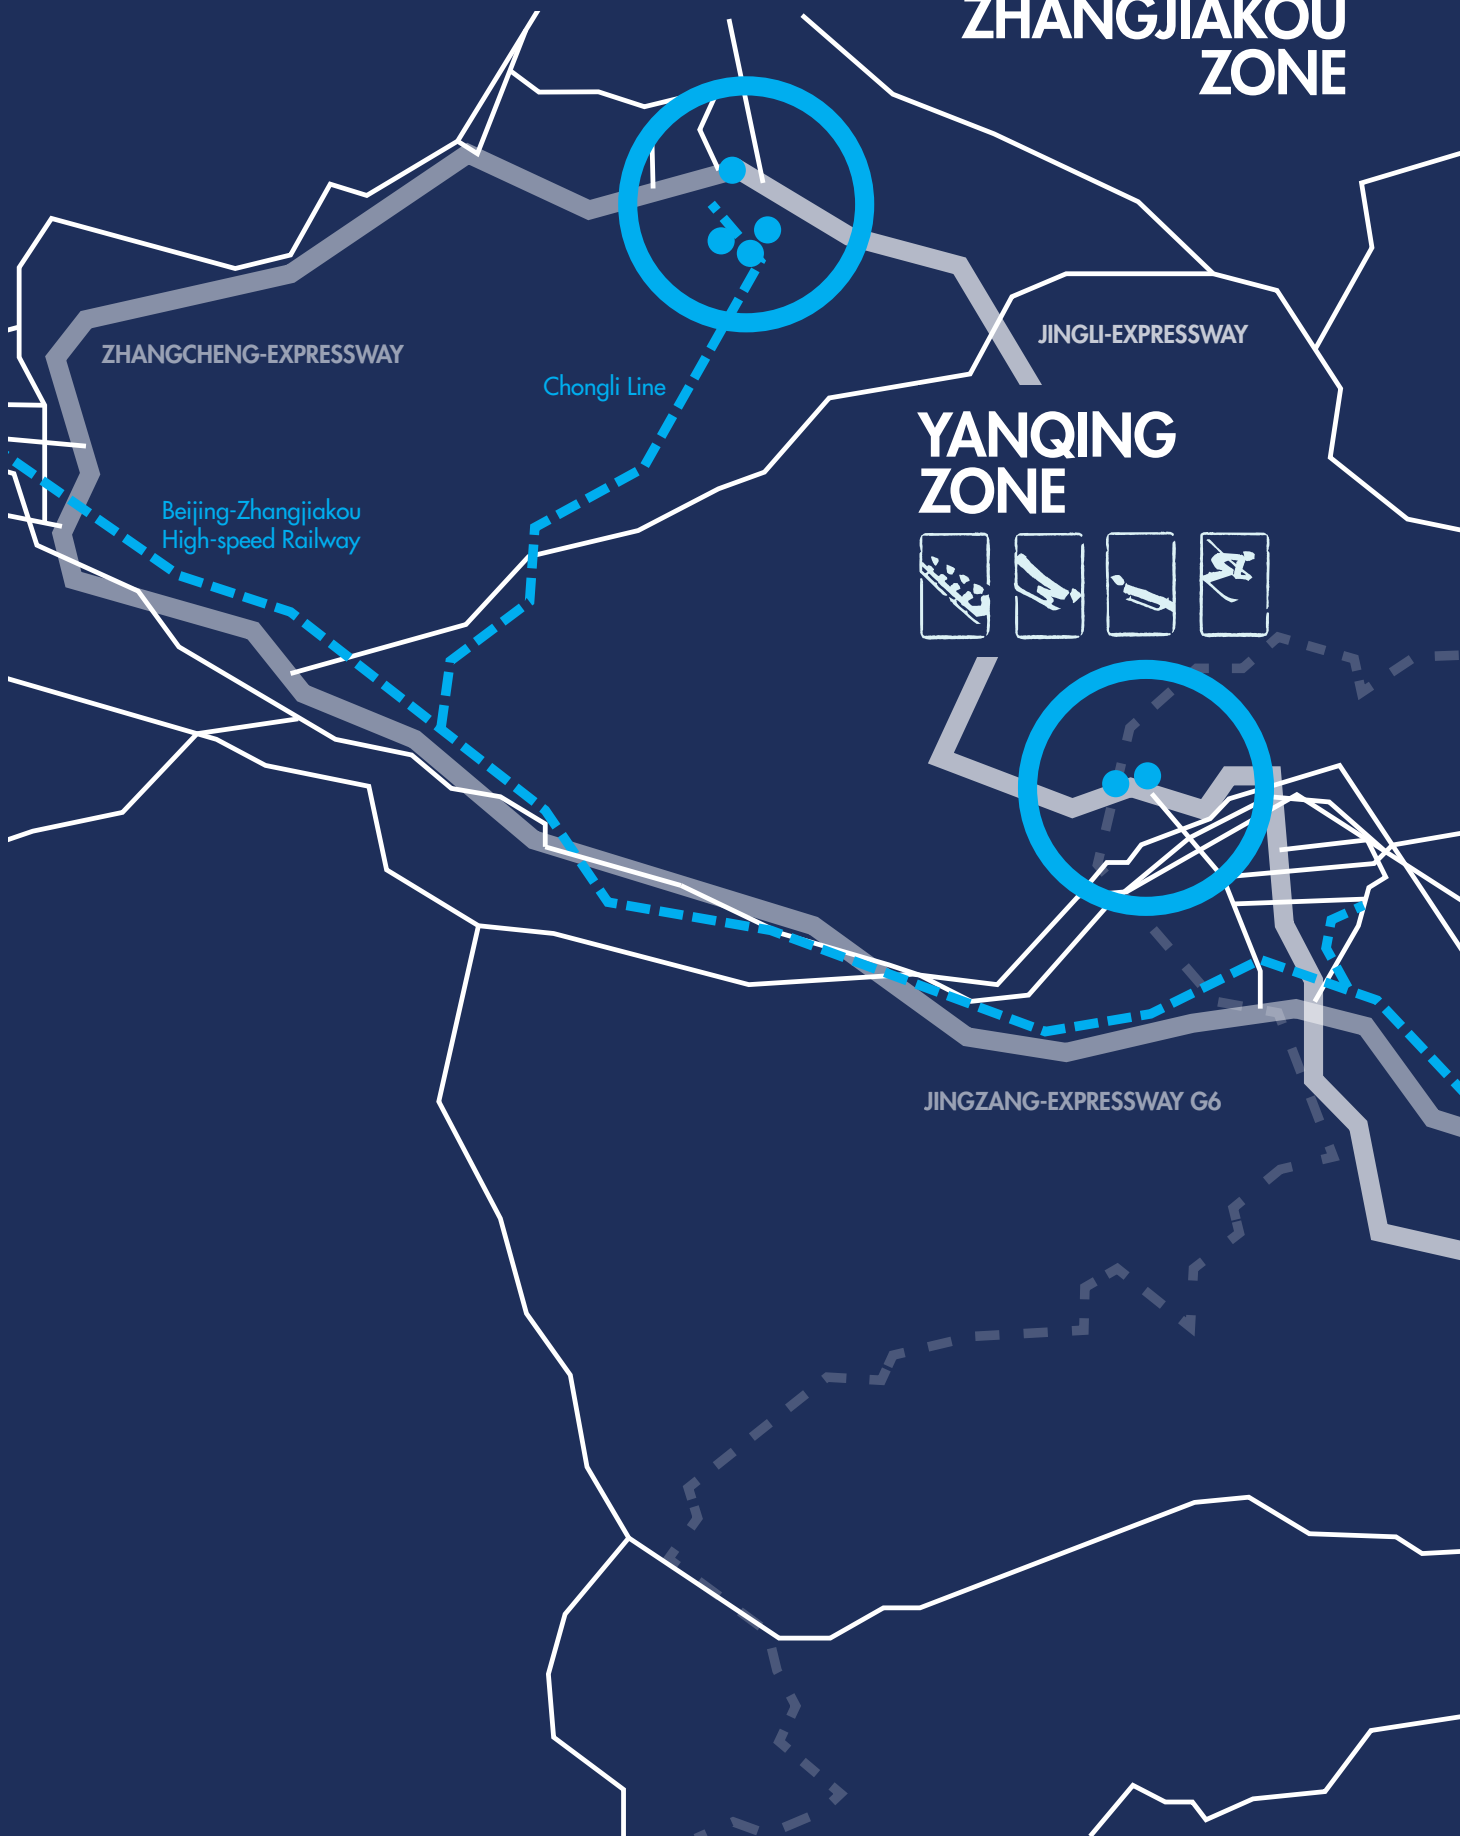 ZHANGJIAKOU
ZONE
JINGLI-EXPRESSWAY
ZHANGCHENG-EXPRESSWAY
Chongli Line
YANQING
ZONE
Beijing-Zhangjiakou
High-speed Railway
JINGZANG-EXPRESSWAY G6